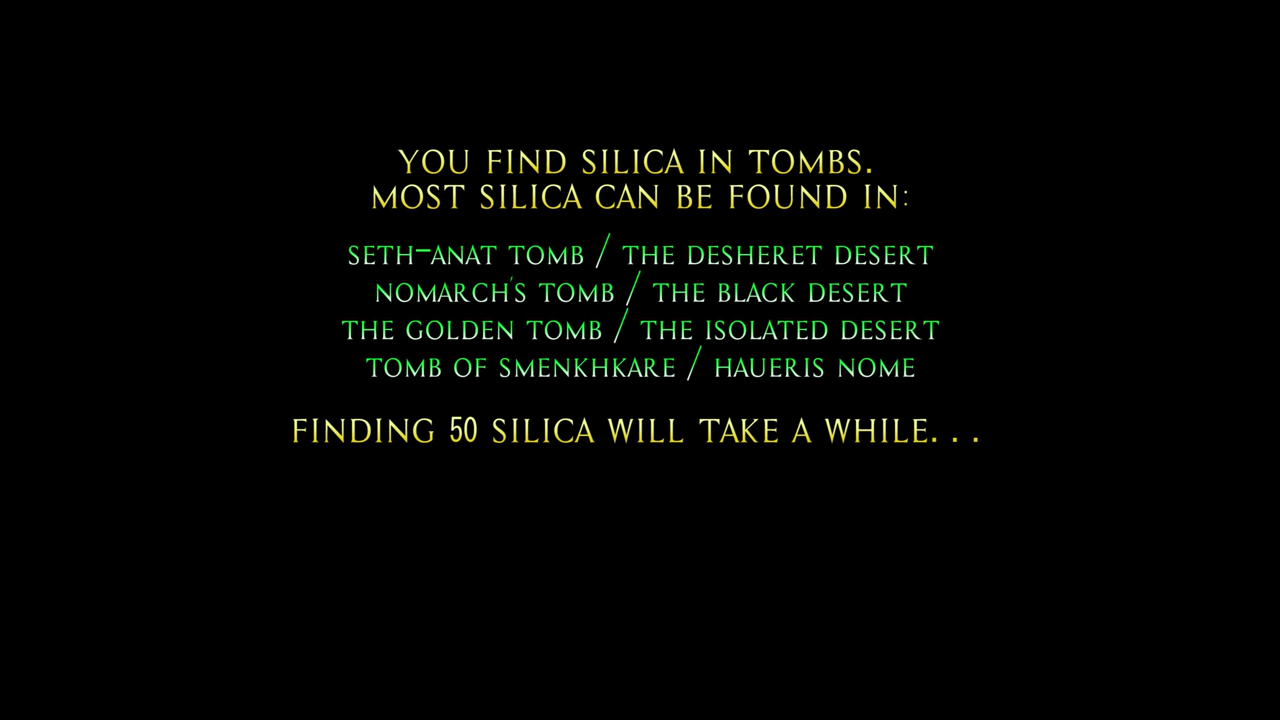 YOU FIND SILICA IN TOMBS.
MOST SILICA CAN BE FOUND IN:
SETH-ANAT TOMB / THE DESHERET DESERT
NOMARCH'S TOMB / THE BLACK DESERT
THE GOLDEN TOMB / THE ISOLATED DESERT
TOMB OF SMENKHKARE / HAUERIS NOME
FINDING 50 SILICA WILL TAKE A WHILE...